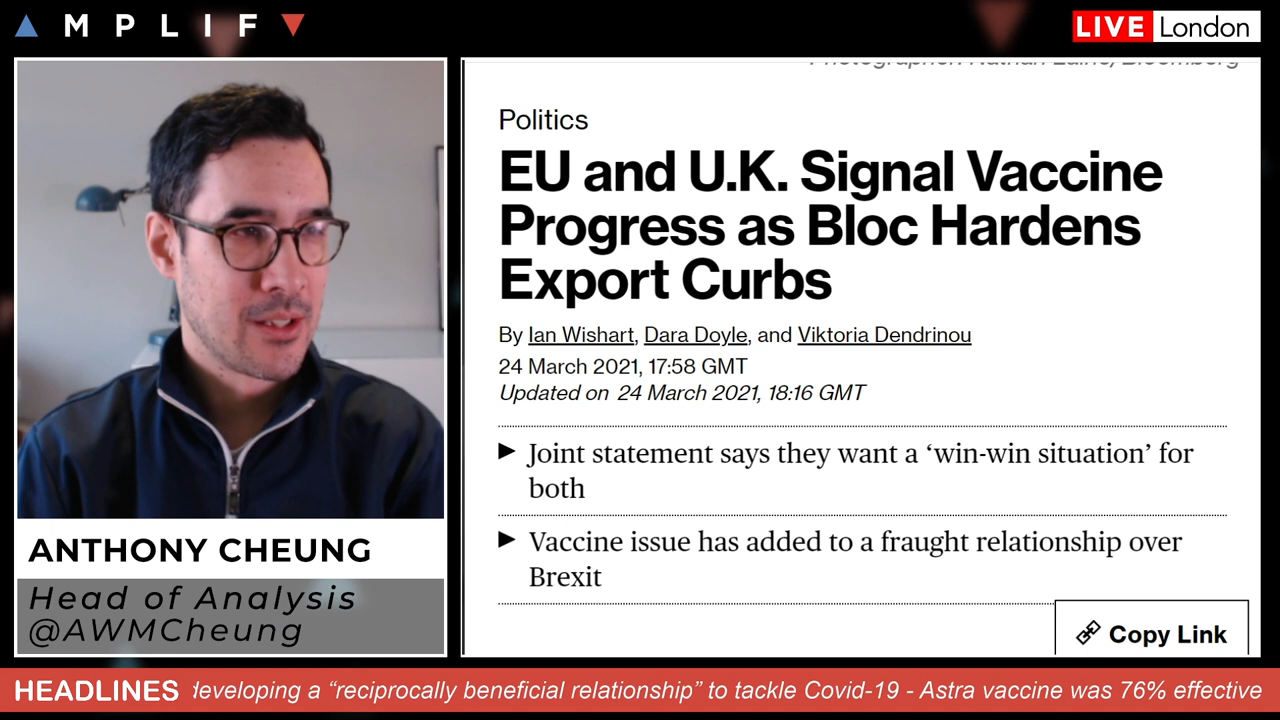 AMPLIFY
LIVE London
Politics
EU and U.K. Signal Vaccine
Progress as Bloc Hardens
Export Curbs
By Ian Wishart, Dara Doyle, and Viktoria Dendrinou
24 March 2021, 17:58 GMT
Updated on 24 March 2021, 18:16 GMT
Joint statement says they want a ‘win-win situation’ for
both
Vaccine issue has added to a fraught relationship over
Brexit
Copy Link
ANTHONY CHEUNG
Head of Analysis
@AWMCheung
HEADLINES developing a “reciprocally beneficial relationship” to tackle Covid-19 - Astra vaccine was 76% effective